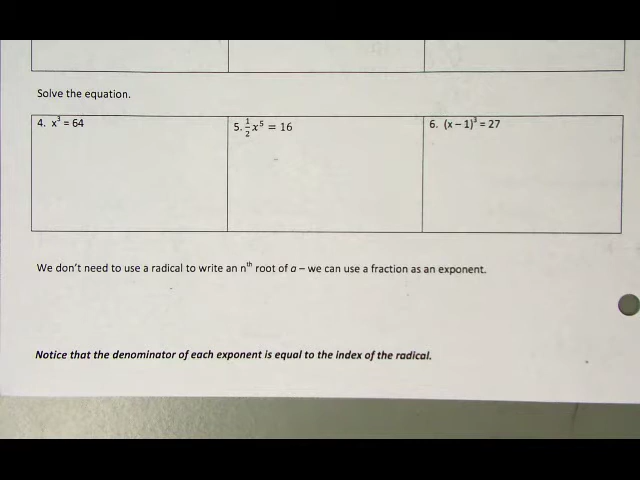 Solve the equation.
4. x³ = 64
5. ½x⁵ = 16
6. (x – 1)³ = 27
We don't need to use a radical to write an nᵗʰ root of a – we can use a fraction as an exponent.
Notice that the denominator of each exponent is equal to the index of the radical.